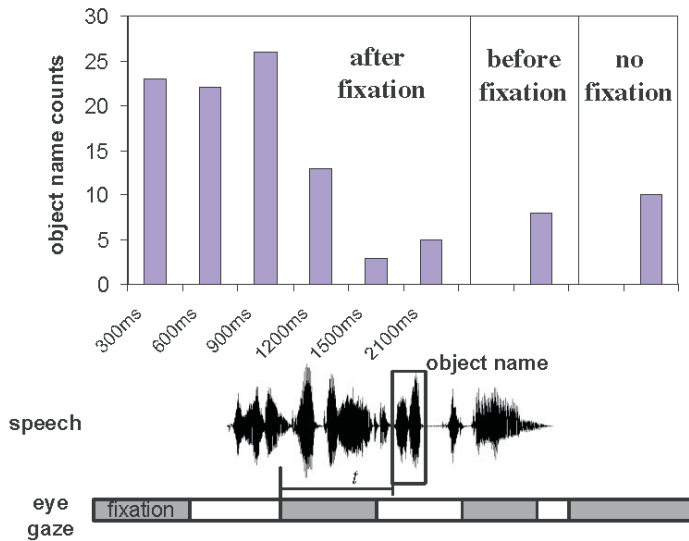 30
25
20
15
10
5
0
object name counts
after
fixation
before
fixation
no
fixation
300ms
600ms
900ms
1200ms
1500ms
2100ms
object name
speech
t
eye
gaze
fixation